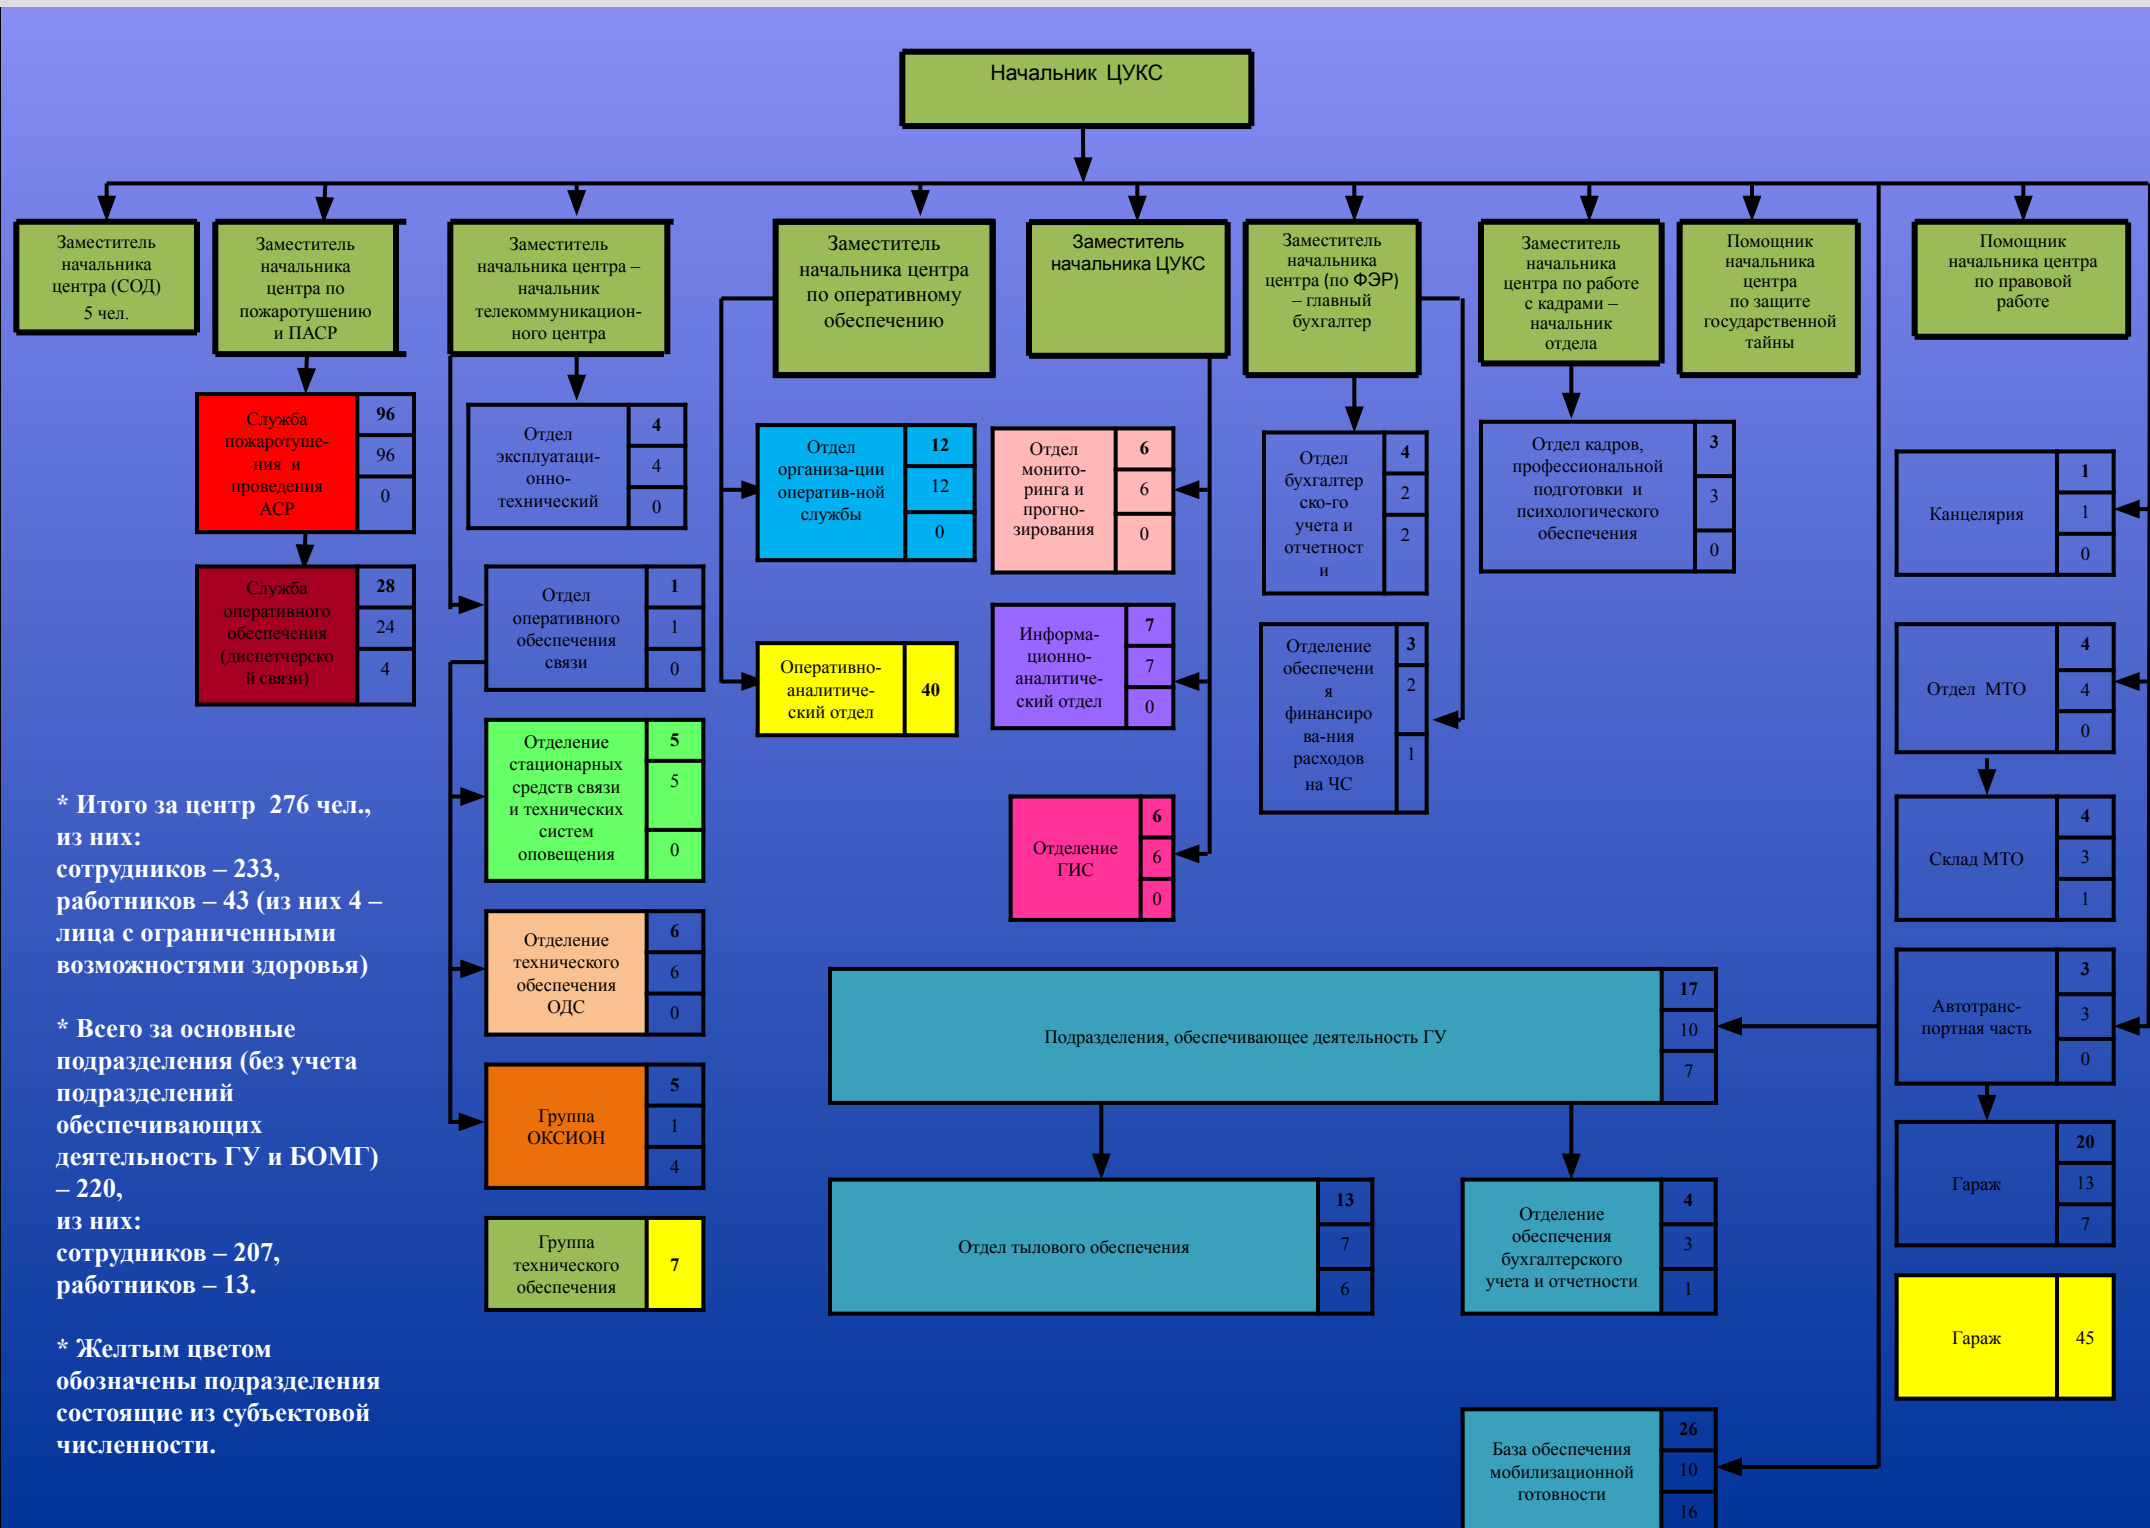 Начальник ЦУКС
Заместитель
начальника
центра (СОД)
5 чел.
Заместитель
начальника
центра по
пожаротушению
и ПАСР
Заместитель
начальника центра –
начальник
телекоммуникацион-
ного центра
Заместитель
начальника центра
по оперативному
обеспечению
Заместитель
начальника ЦУКС
Заместитель
начальника
центра (по ФЭР)
– главный
бухгалтер
Заместитель
начальника
центра по работе
с кадрами –
начальник
отдела
Помощник
начальника
центра
по защите
государственной
тайны
Помощник
начальника центра
по правовой
работе
Служба
пожаротуше-
ния и
проведения
АСР
96
96
0
Служба
оперативного
обеспечения
(диспетчерско
й связи)
28
24
4
Отдел
эксплуатаци-
онно-
технический
4
4
0
Отдел
оперативного
обеспечения
связи
1
1
0
Отделение
стационарных
средств связи
и технических
систем
оповещения
5
5
0
Отделение
технического
обеспечения
ОДС
6
6
0
Группа
ОКСИОН
5
1
4
Группа
технического
обеспечения
7
Отдел
организа-ции
оператив-ной
службы
12
12
0
Оперативно-
аналитиче-
ский отдел
40
Отдел
монито-
ринга и
прогно-
зирования
6
6
0
Информа-
ционно-
аналитиче-
ский отдел
7
7
0
Отделение
ГИС
6
6
0
Отдел
бухгалтер
ско-го
учета и
отчетност
и
4
2
2
Отделение
обеспечени
я
финансиро
ва-ния
расходов
на ЧС
3
2
1
Отдел кадров,
профессиональной
подготовки и
психологического
обеспечения
3
3
0
Канцелярия
1
1
0
Отдел МТО
4
4
0
Склад МТО
4
3
1
Автотранс-
портная часть
3
3
0
Гараж
20
13
7
Гараж
45
Подразделения, обеспечивающее деятельность ГУ
17
10
7
Отдел тылового обеспечения
13
7
6
Отделение
обеспечения
бухгалтерского
учета и отчетности
4
3
1
База обеспечения
мобилизационной
готовности
26
10
16
* Итого за центр 276 чел.,
из них:
сотрудников – 233,
работников – 43 (из них 4 –
лица с ограниченными
возможностями здоровья)
* Всего за основные
подразделения (без учета
подразделений
обеспечивающих
деятельность ГУ и БОМГ)
– 220,
из них:
сотрудников – 207,
работников – 13.
* Желтым цветом
обозначены подразделения
состоящие из субъектовой
численности.